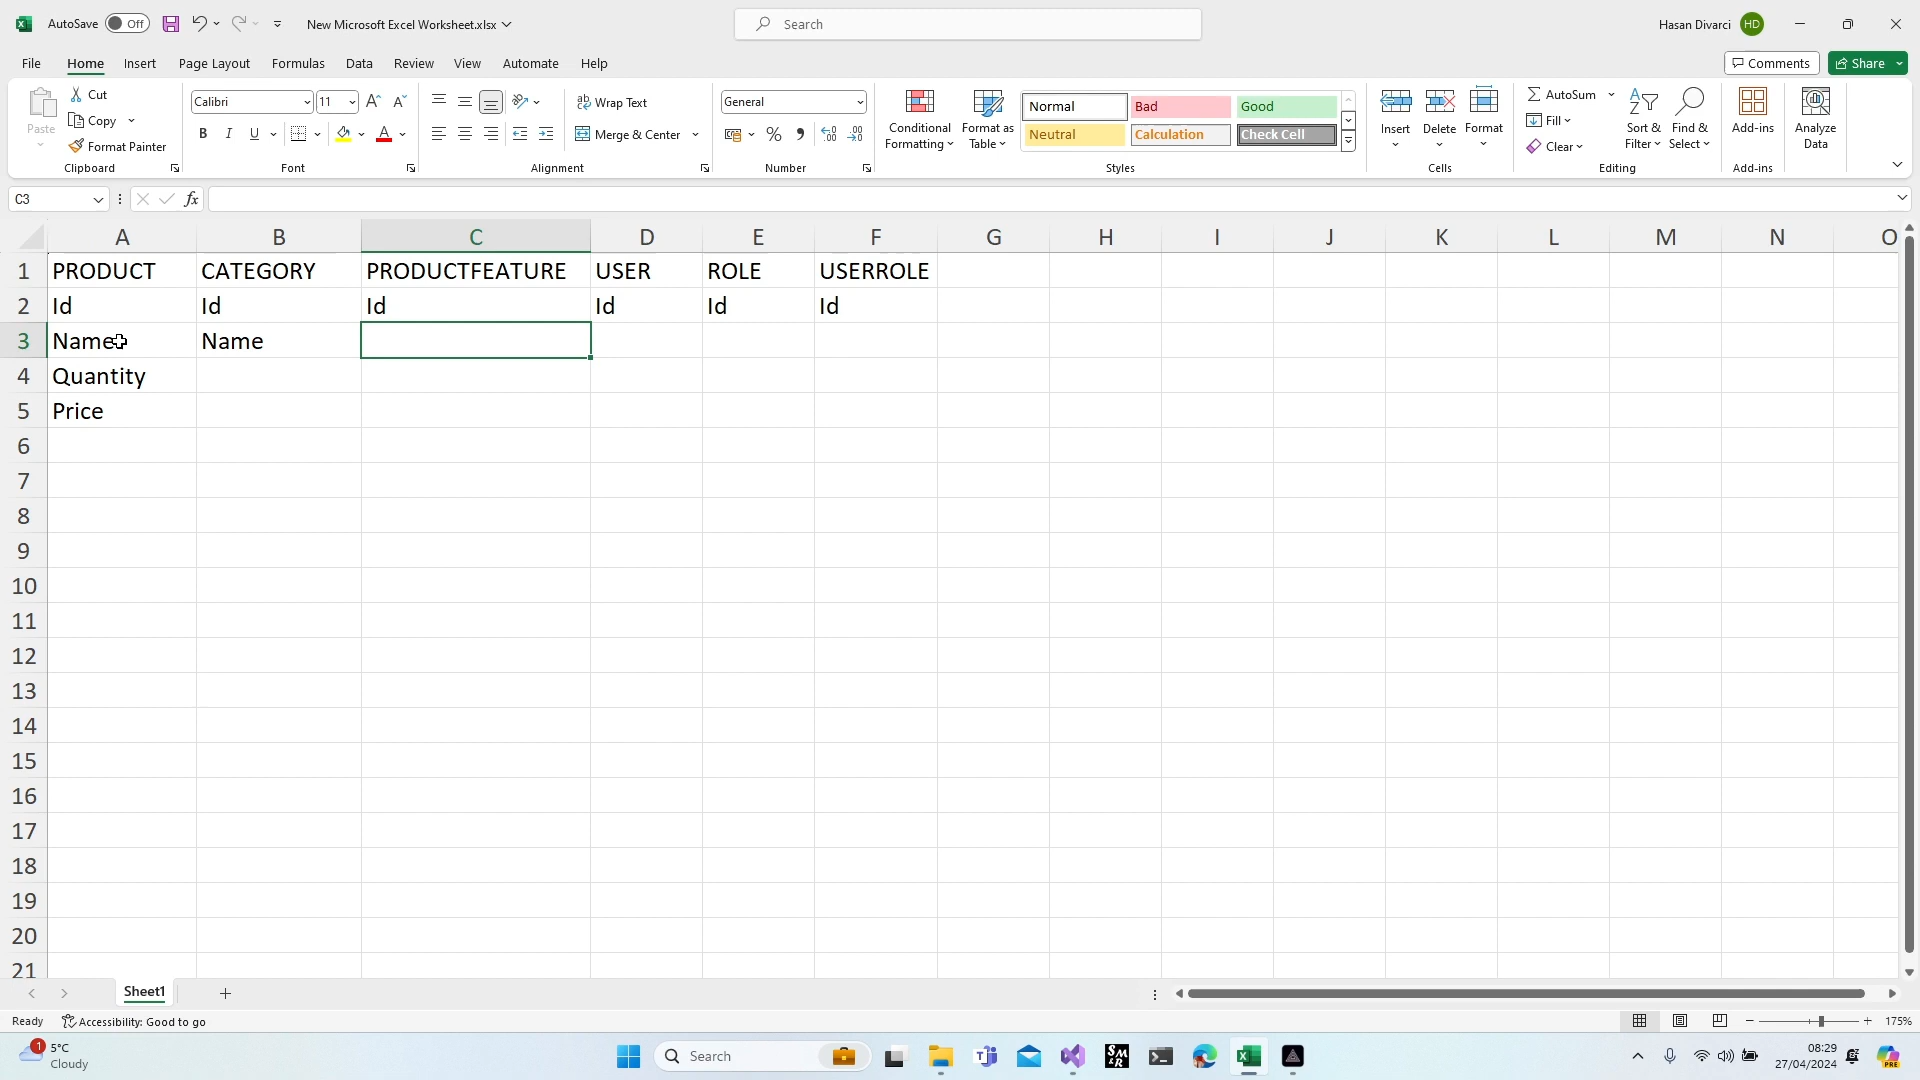 AutoSave Off New Microsoft Excel Worksheet.xlsx Search Hasan Divarci HD
File Home Insert Page Layout Formulas Data Review View Automate Help Comments Share
Cut Calibri 11 Wrap Text General Normal Bad Good AutoSum
Paste Copy Conditional Formatting Format as Table Insert Delete Format Fill Sort & Filter Find & Select Add-ins Analyze Data
Format Painter B I U Merge & Center Neutral Calculation Check Cell Clear
Clipboard Font Alignment Number Styles Cells Editing Add-ins
C3 fx
A B C D E F G H I J K L M N O
1 PRODUCT CATEGORY PRODUCTFEATURE USER ROLE USERROLE
2 Id Id Id Id Id Id
3 Name Name
4 Quantity
5 Price
6
7
8
9
10
11
12
13
14
15
16
17
18
19
20
21
Sheet1
Ready Accessibility: Good to go 175%
1 5°C Search 08:29
Cloudy 27/04/2024 PRE